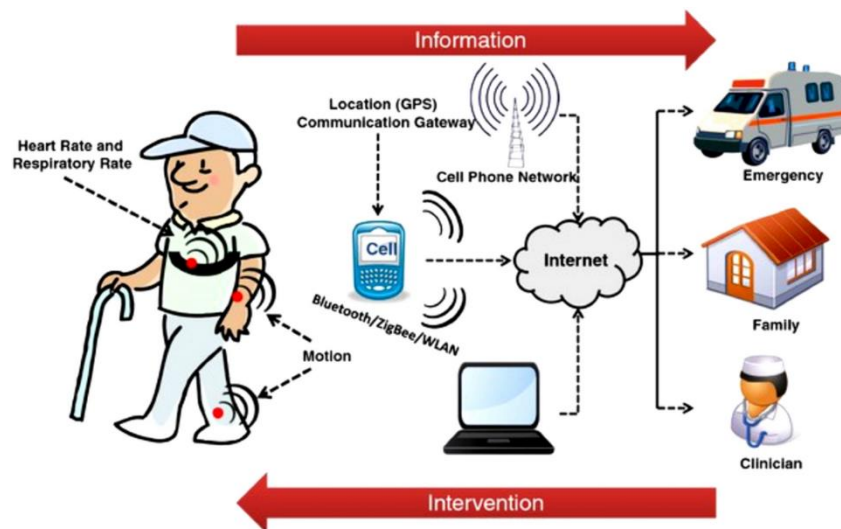 Information
Location (GPS)
Communication Gateway
Heart Rate and
Respiratory Rate
Cell Phone Network
Emergency
Cell
Internet
Bluetooth/ZigBee/WLAN
Family
Motion
Clinician
Intervention